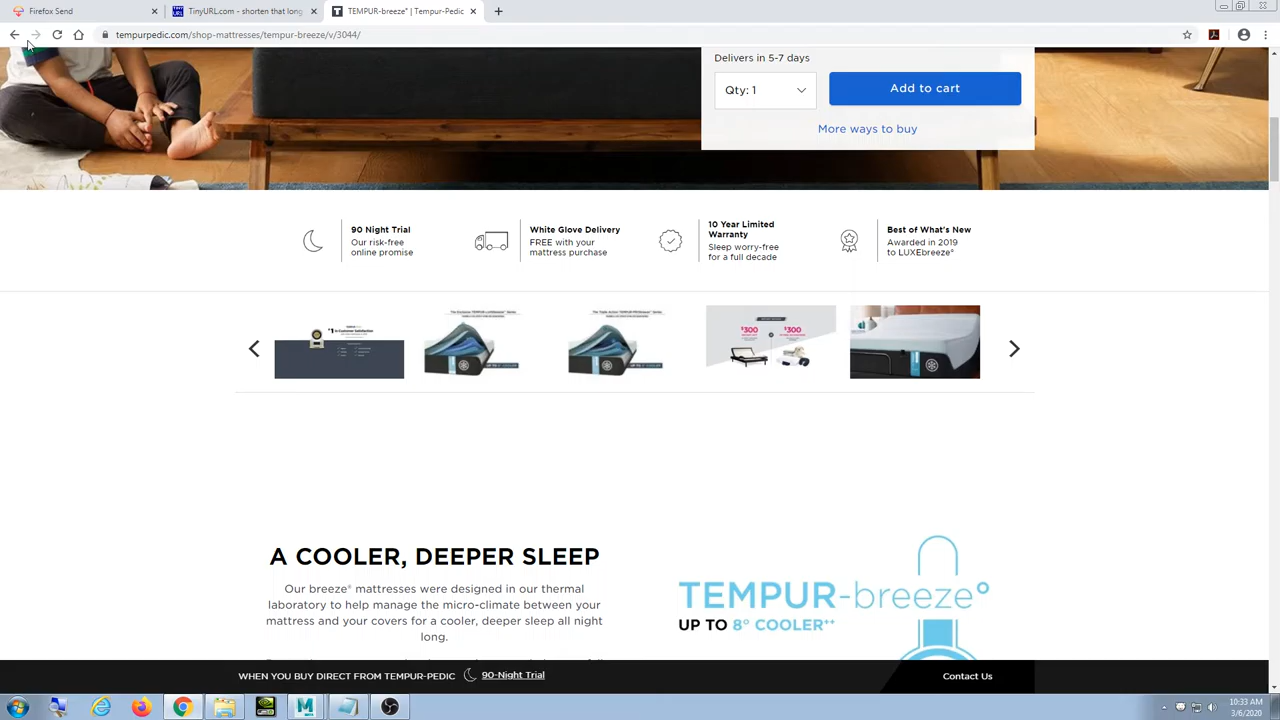 Firefox Send
TinyURL.com - shorten that long
TEMPUR-breeze° | Tempur-Pedic
tempurpedic.com/shop-mattresses/tempur-breeze/v/3044/
Delivers in 5-7 days
Qty: 1
Add to cart
More ways to buy
90 Night Trial
Our risk-free
online promise
White Glove Delivery
FREE with your
mattress purchase
10 Year Limited
Warranty
Sleep worry-free
for a full decade
Best of What's New
Awarded in 2019
to LUXEbreeze°
$300
$300
A COOLER, DEEPER SLEEP
Our breeze° mattresses were designed in our thermal
laboratory to help manage the micro-climate between your
mattress and your covers for a cooler, deeper sleep all night
long.
TEMPUR-breeze°
UP TO 8° COOLER++
WHEN YOU BUY DIRECT FROM TEMPUR-PEDIC
90-Night Trial
Contact Us
10:33 AM
3/6/2020